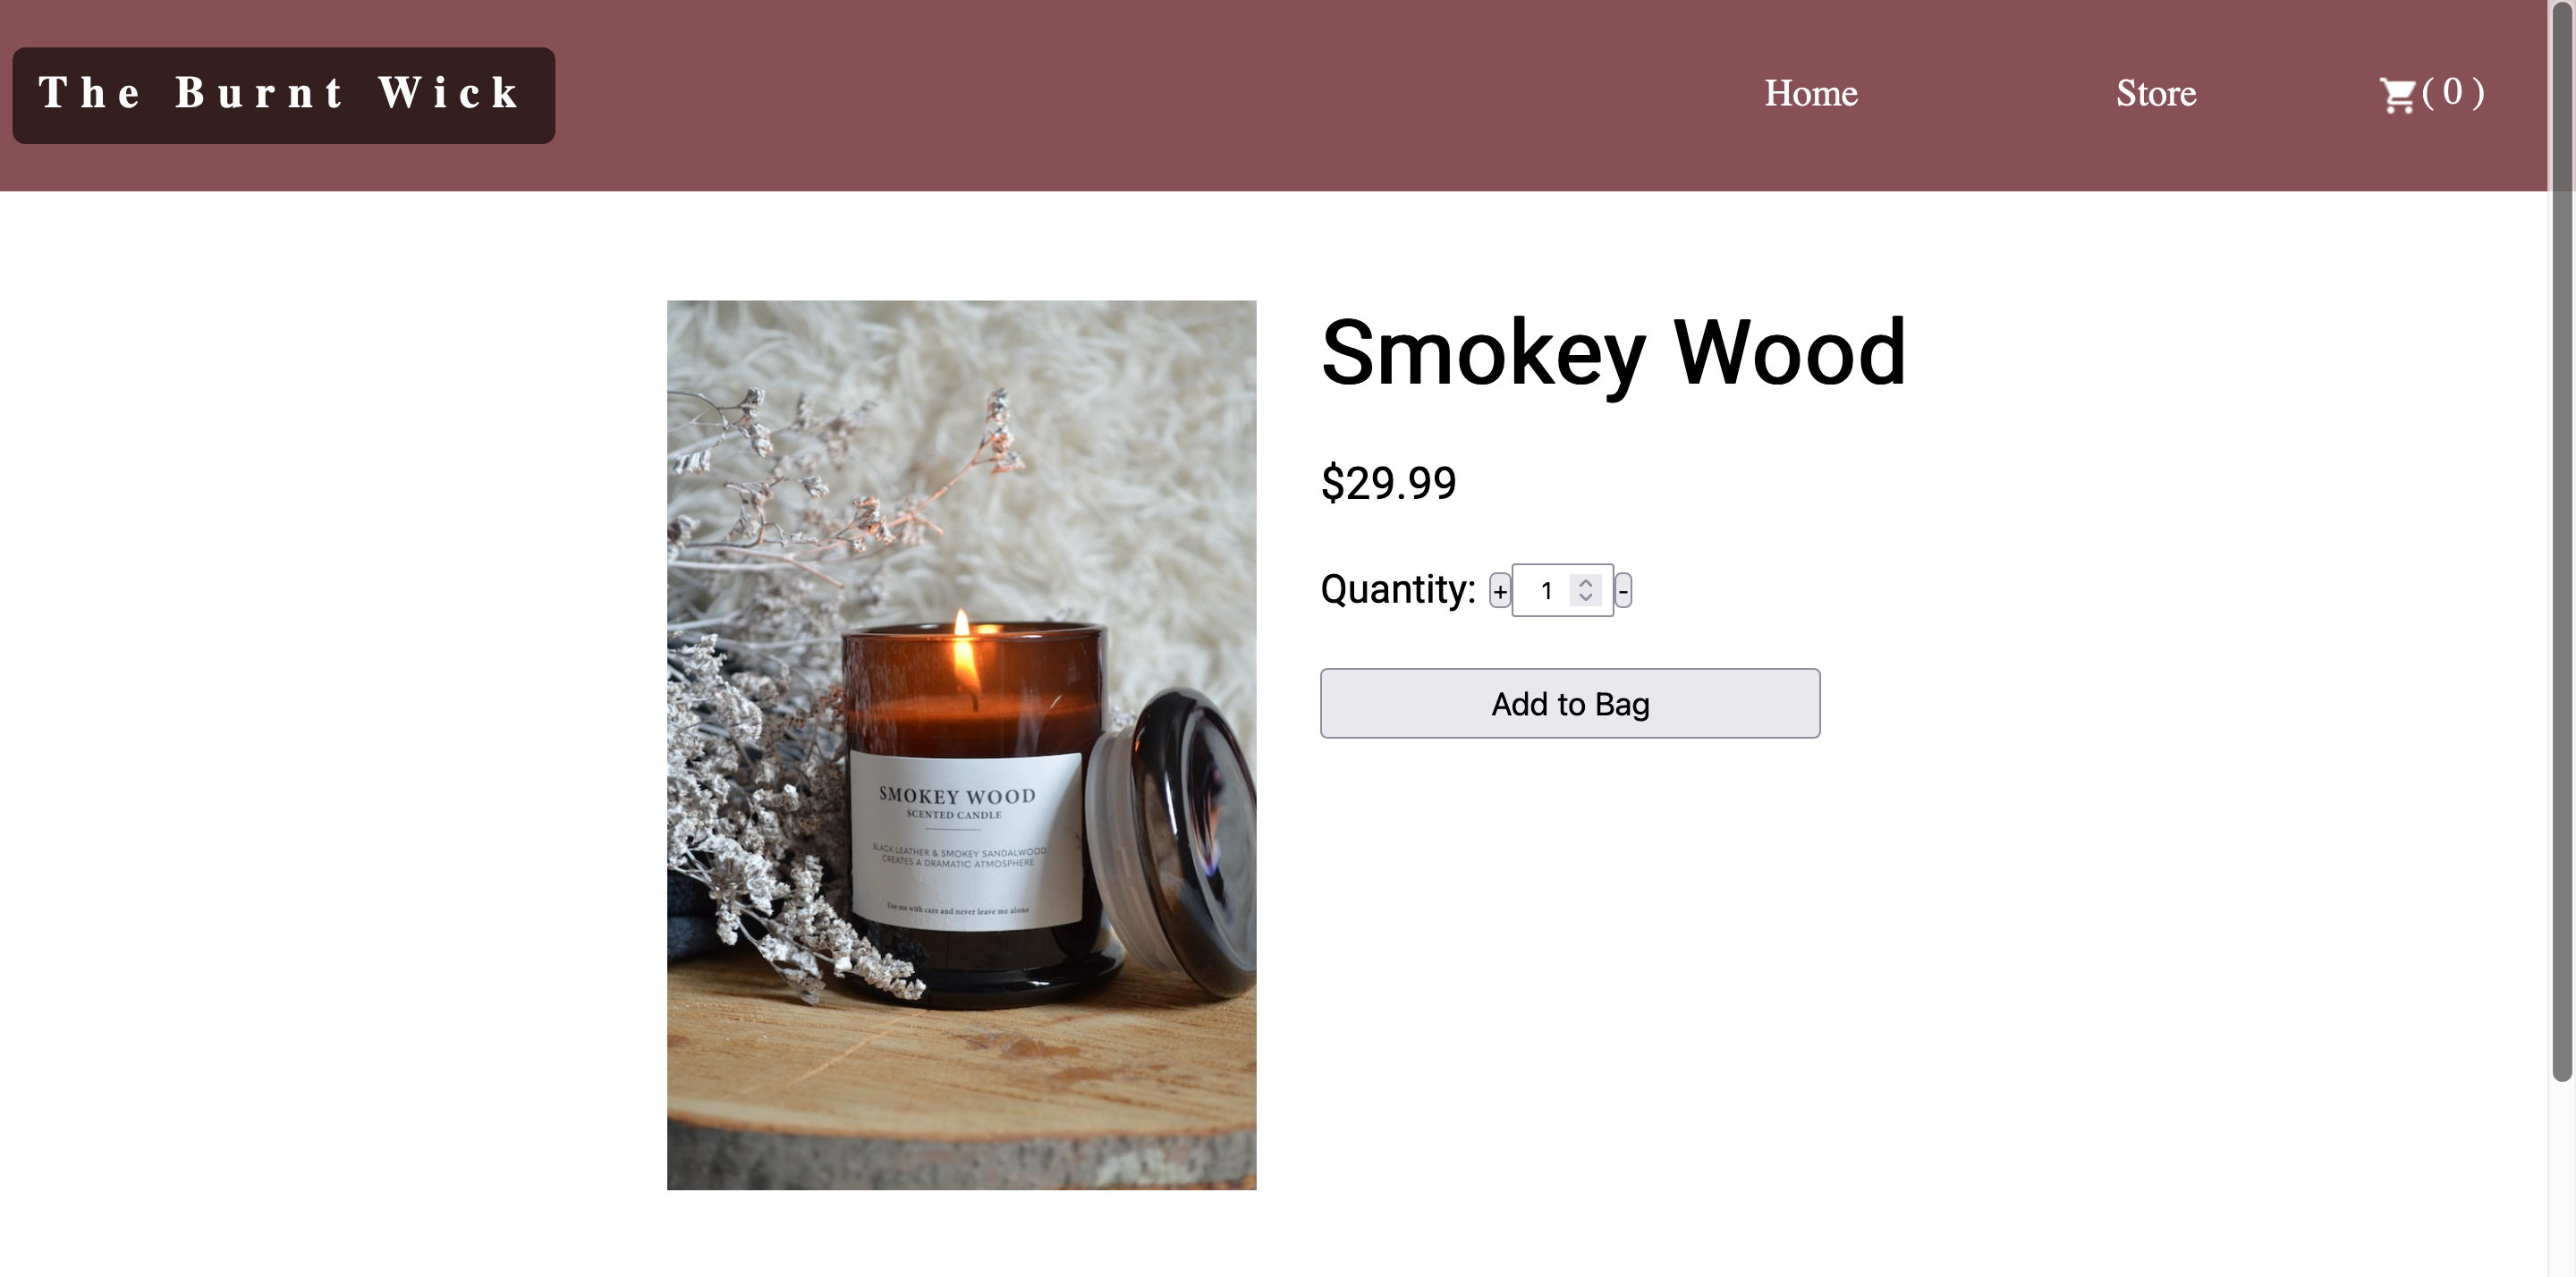 The Burnt Wick
Home
Store
( 0 )
Smokey Wood
$29.99
Quantity: + 1 -
Add to Bag
SMOKEY WOOD
SCENTED CANDLE
BLACK LEATHER & SMOKEY SANDALWOOD
CREATES A DRAMATIC ATMOSPHERE
Use me with care and never leave me alone